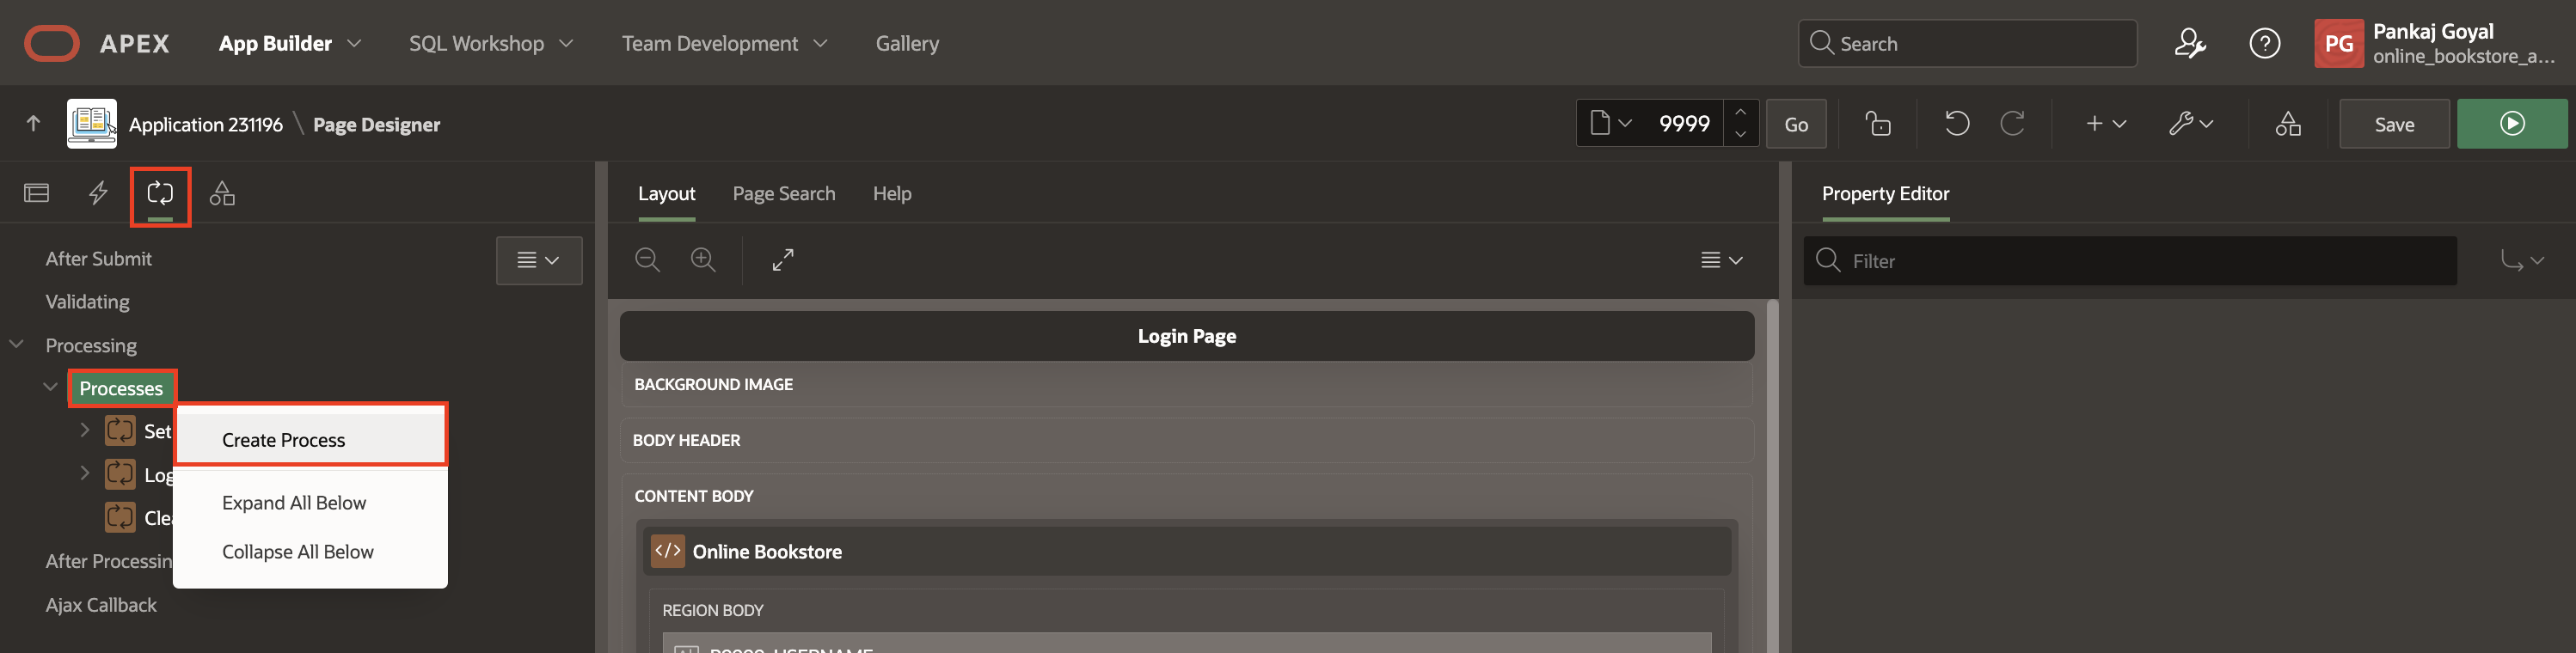 APEX App Builder SQL Workshop Team Development Gallery Search PG Pankaj Goyal
online_bookstore_a...
Application 231196 \ Page Designer 9999 Go Save
Layout Page Search Help Property Editor
After Submit
Filter
Validating
Processing
Login Page
Processes
BACKGROUND IMAGE
Set
Create Process
BODY HEADER
Log
Expand All Below
CONTENT BODY
Clea
Collapse All Below
Online Bookstore
After Processin
Ajax Callback
REGION BODY